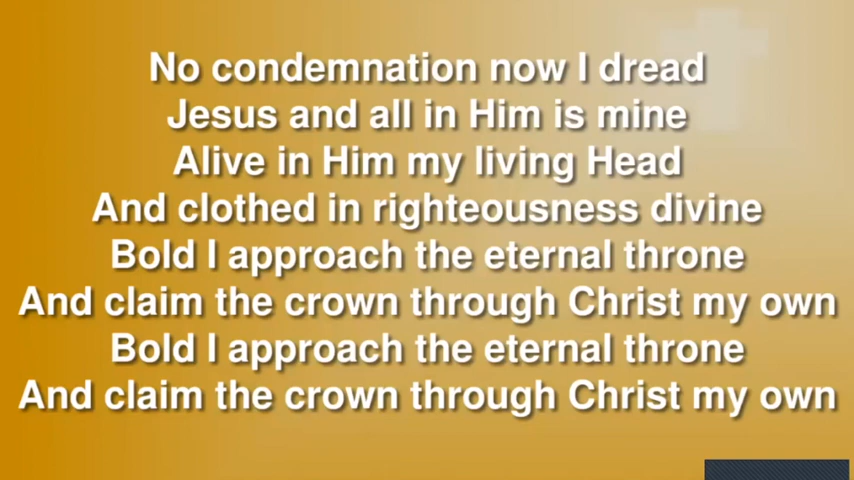 No condemnation now I dread
Jesus and all in Him is mine
Alive in Him my living Head
And clothed in righteousness divine
Bold I approach the eternal throne
And claim the crown through Christ my own
Bold I approach the eternal throne
And claim the crown through Christ my own